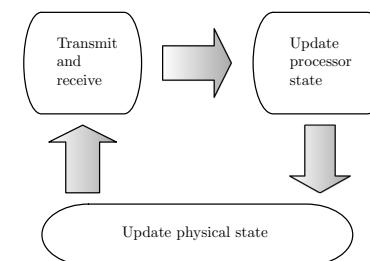 Transmit
and
receive
Update
processor
state
Update physical state